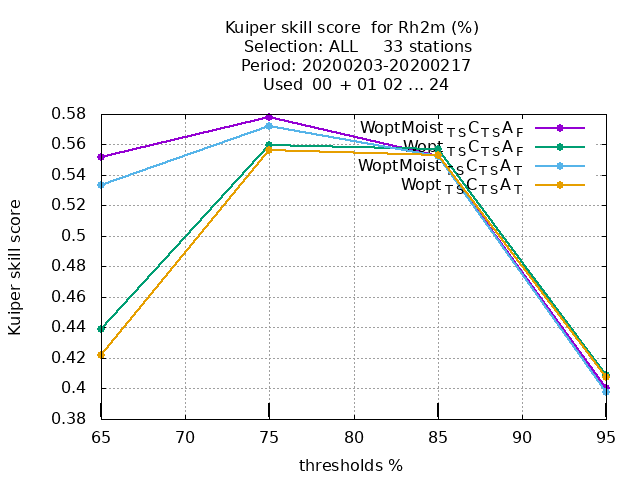 Kuiper skill score for Rh2m (%)
Selection: ALL 33 stations
Period: 20200203-20200217
Used 00 + 01 02 ... 24
Kuiper skill score
0.58
0.56
0.54
0.52
0.5
0.48
0.46
0.44
0.42
0.4
0.38
WoptMoist TS C TS A F
Wopt TS C TS A F
WoptMoist TS C TS A T
Wopt TS C TS A T
65 70 75 80 85 90 95
thresholds %